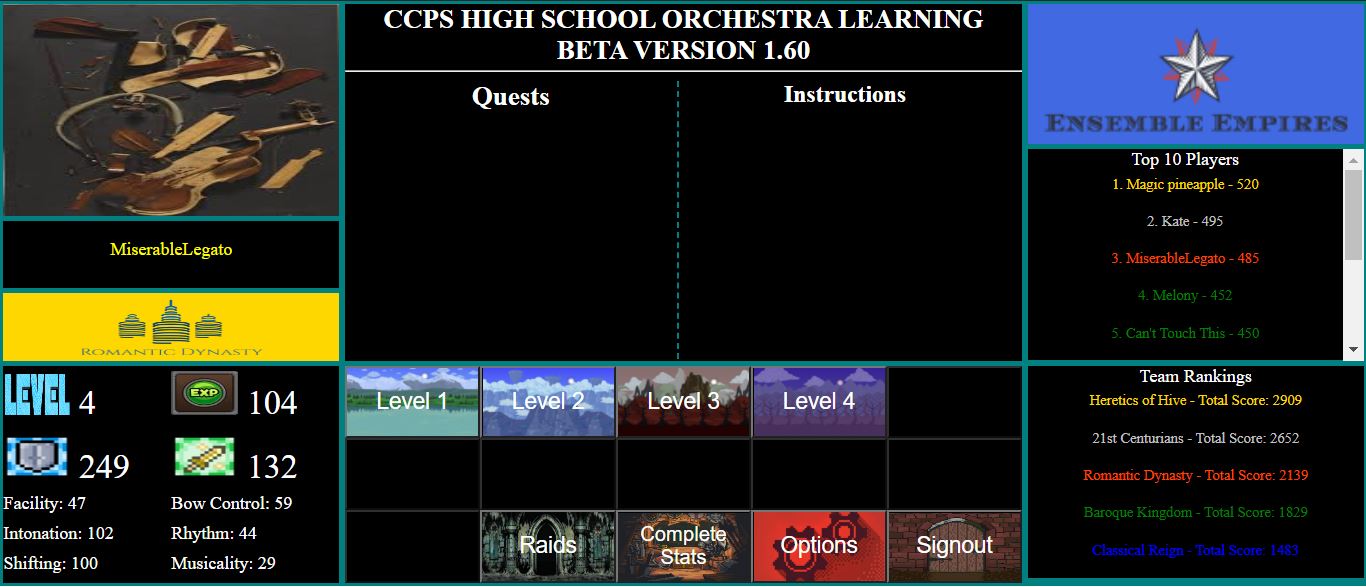 CCPS HIGH SCHOOL ORCHESTRA LEARNING
BETA VERSION 1.60
Quests
Instructions
MiserableLegato
ROMANTIC DYNASTY
LEVEL 4
EXP 104
249
132
Facility: 47
Bow Control: 59
Intonation: 102
Rhythm: 44
Shifting: 100
Musicality: 29
Level 1
Level 2
Level 3
Level 4
Raids
Complete
Stats
Options
Signout
ENSEMBLE EMPIRES
Top 10 Players
1. Magic pineapple - 520
2. Kate - 495
3. MiserableLegato - 485
4. Melony - 452
5. Can't Touch This - 450
Team Rankings
Heretics of Hive - Total Score: 2909
21st Centurians - Total Score: 2652
Romantic Dynasty - Total Score: 2139
Baroque Kingdom - Total Score: 1829
Classical Reign - Total Score: 1483